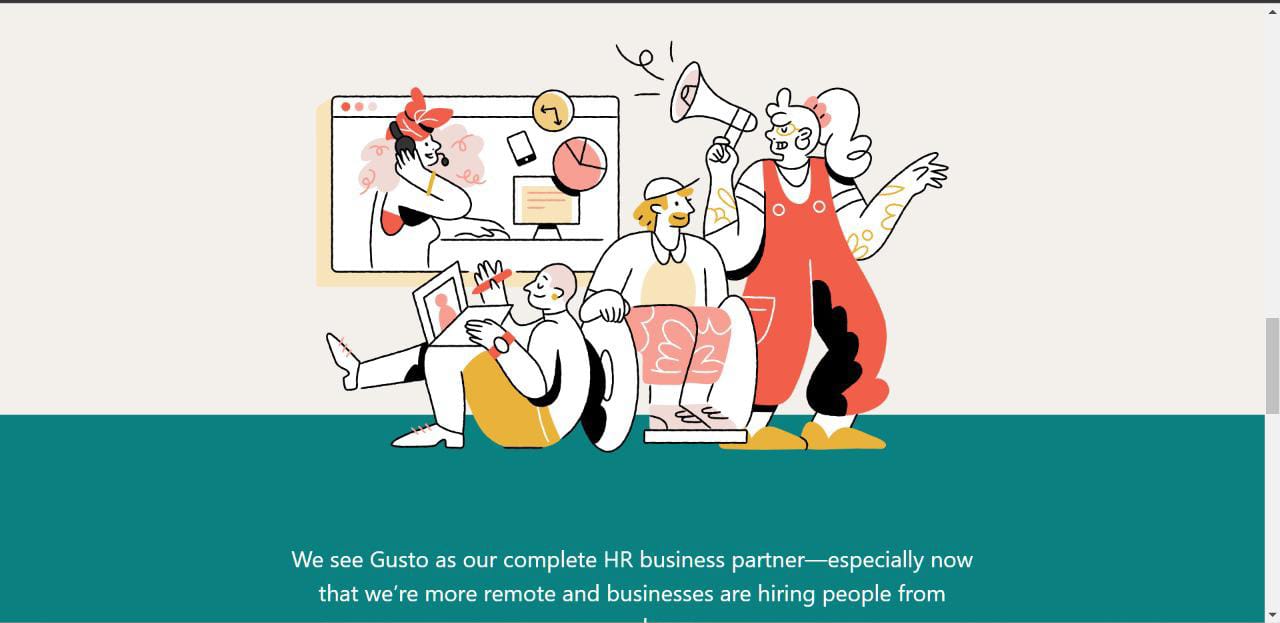 We see Gusto as our complete HR business partner—especially now
that we’re more remote and businesses are hiring people from